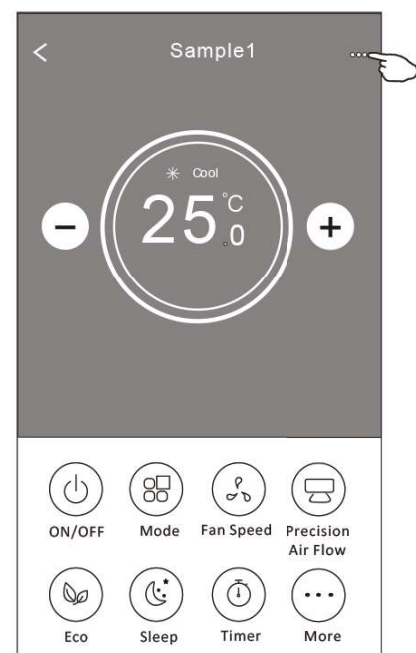 Sample1
Cool
25.0°C
ON/OFF
Mode
Fan Speed
Precision
Air Flow
Eco
Sleep
Timer
More